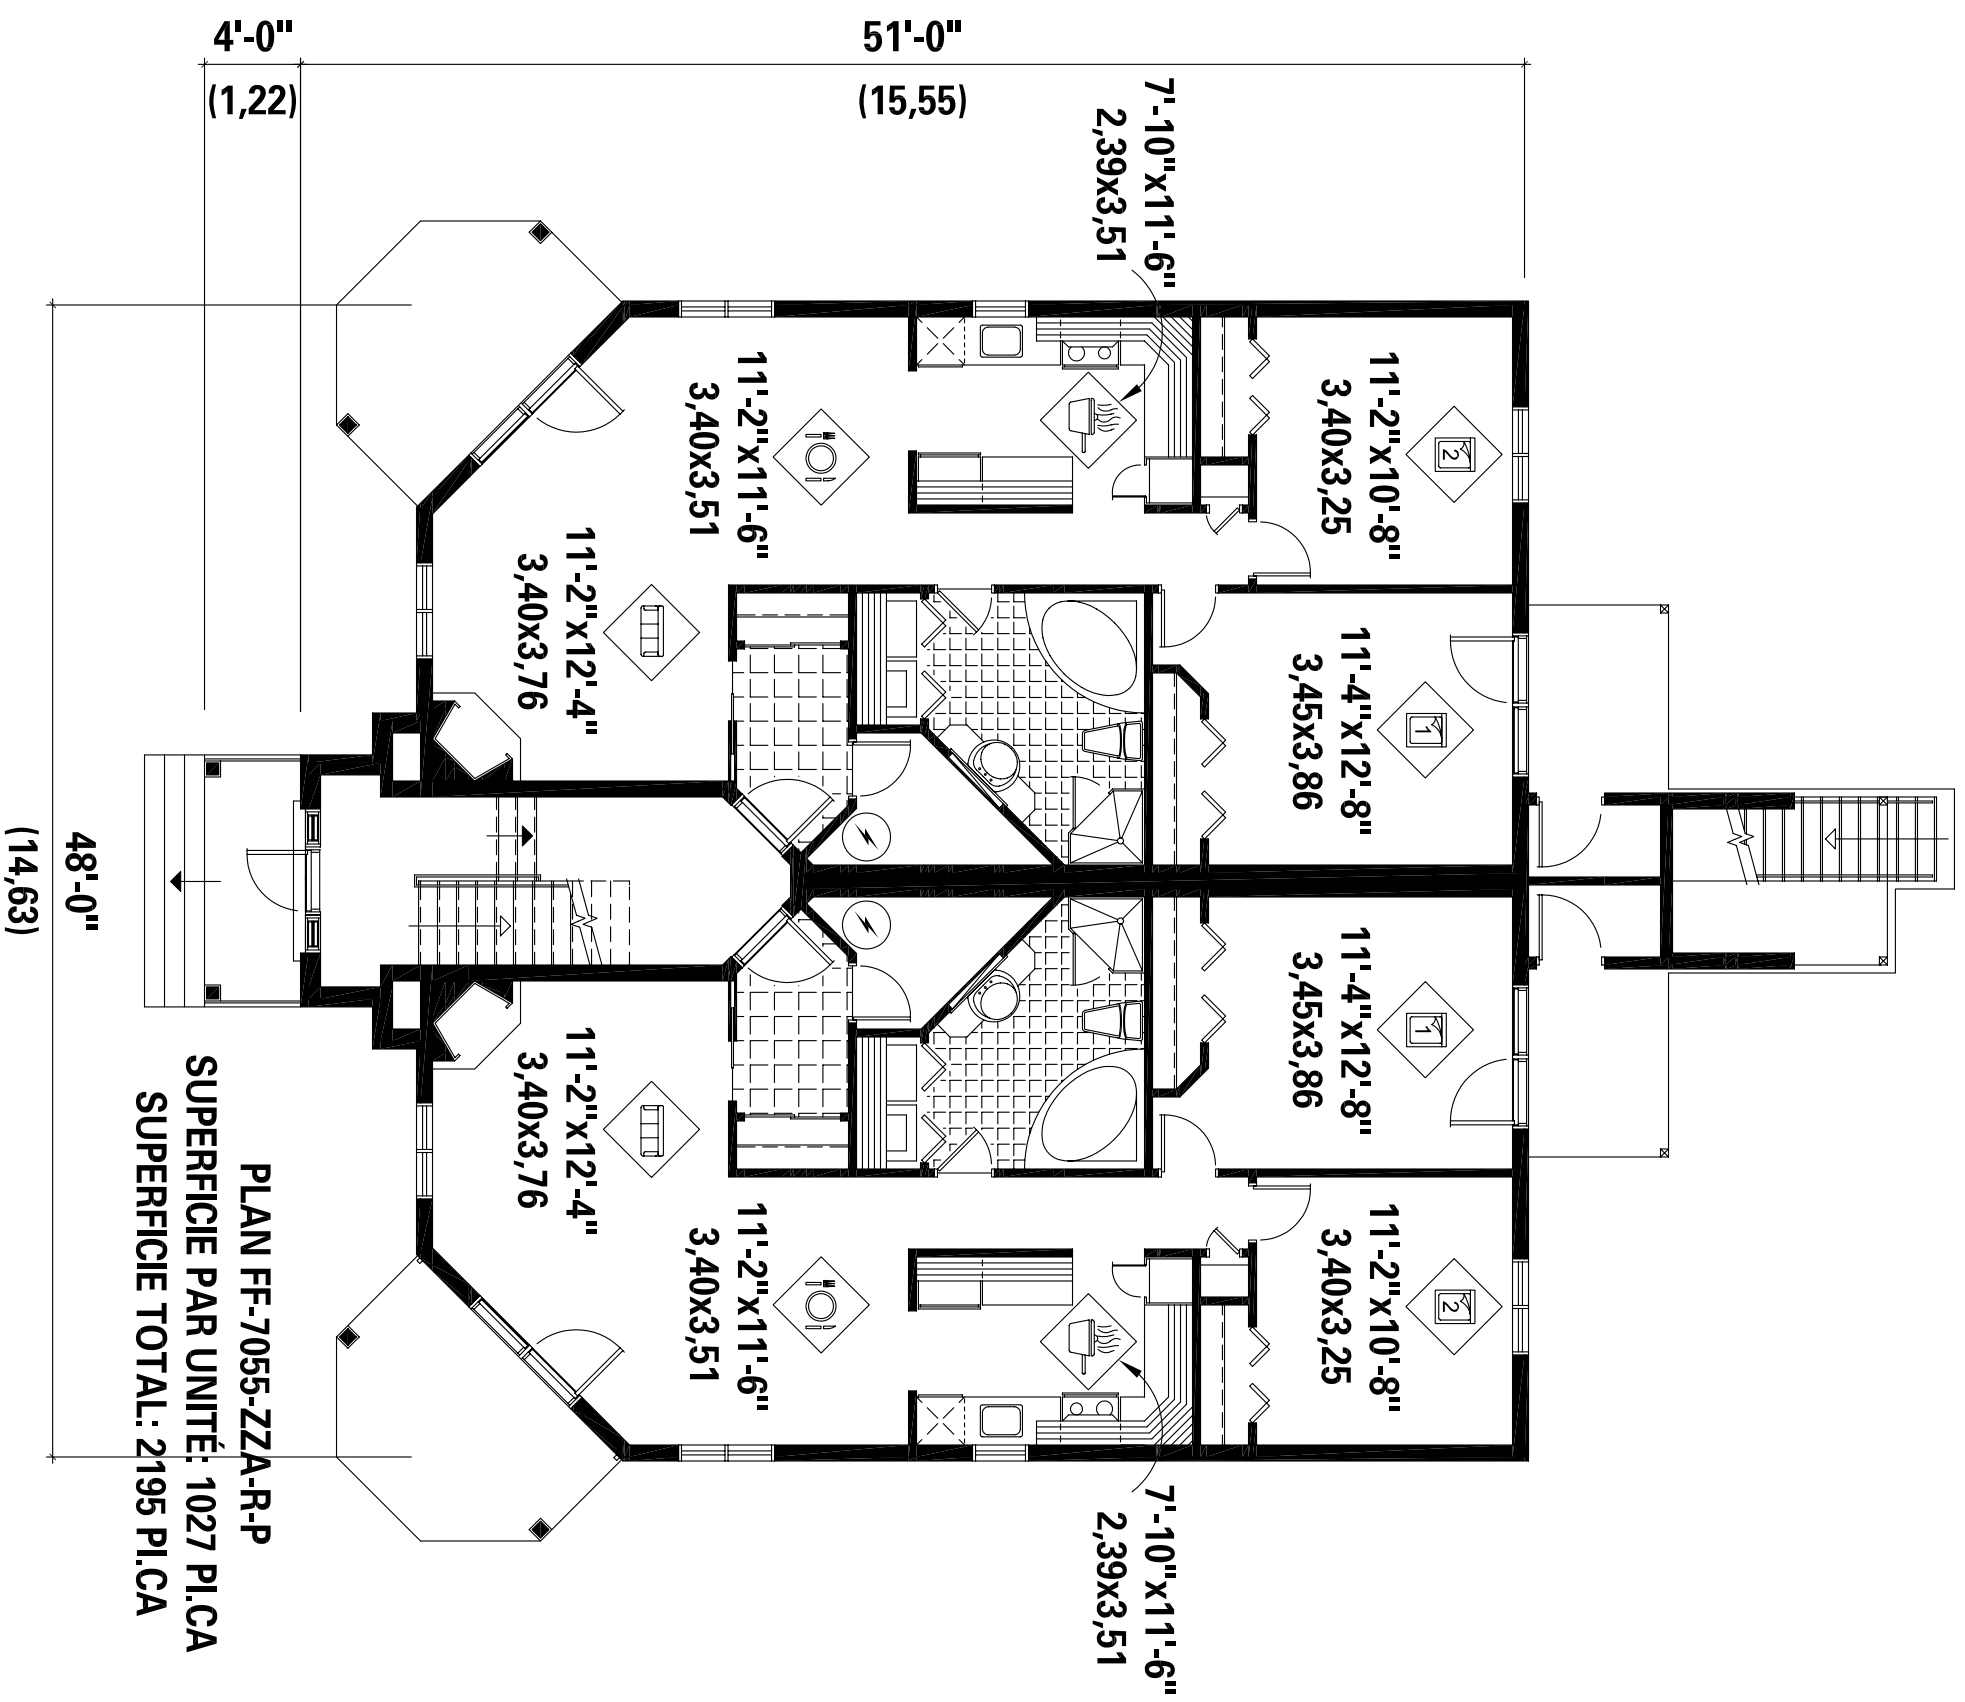 4'-0"
(1,22)
51'-0"
(15,55)
7'-10"x11'-6"
2,39x3,51
11'-2"x10'-8"
3,40x3,25
2
11'-2"x11'-6"
3,40x3,51
11'-2"x12'-4"
3,40x3,76
11'-4"x12'-8"
3,45x3,86
1
48'-0"
(14,63)
11'-4"x12'-8"
3,45x3,86
1
11'-2"x12'-4"
3,40x3,76
11'-2"x11'-6"
3,40x3,51
11'-2"x10'-8"
3,40x3,25
2
7'-10"x11'-6"
2,39x3,51
PLAN FF-7055-ZZA-R-P
SUPERFICIE PAR UNITÉ: 1027 PI.CA
SUPERFICIE TOTAL: 2195 PI.CA